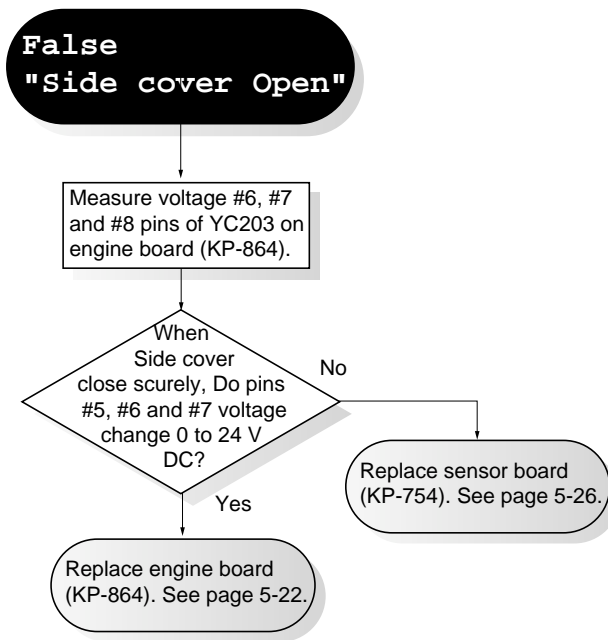 False
"Side cover Open"
Measure voltage #6, #7
and #8 pins of YC203 on
engine board (KP-864).
When
Side cover
close scurely, Do pins
#5, #6 and #7 voltage
change 0 to 24 V
DC?
No
Replace sensor board
(KP-754). See page 5-26.
Yes
Replace engine board
(KP-864). See page 5-22.